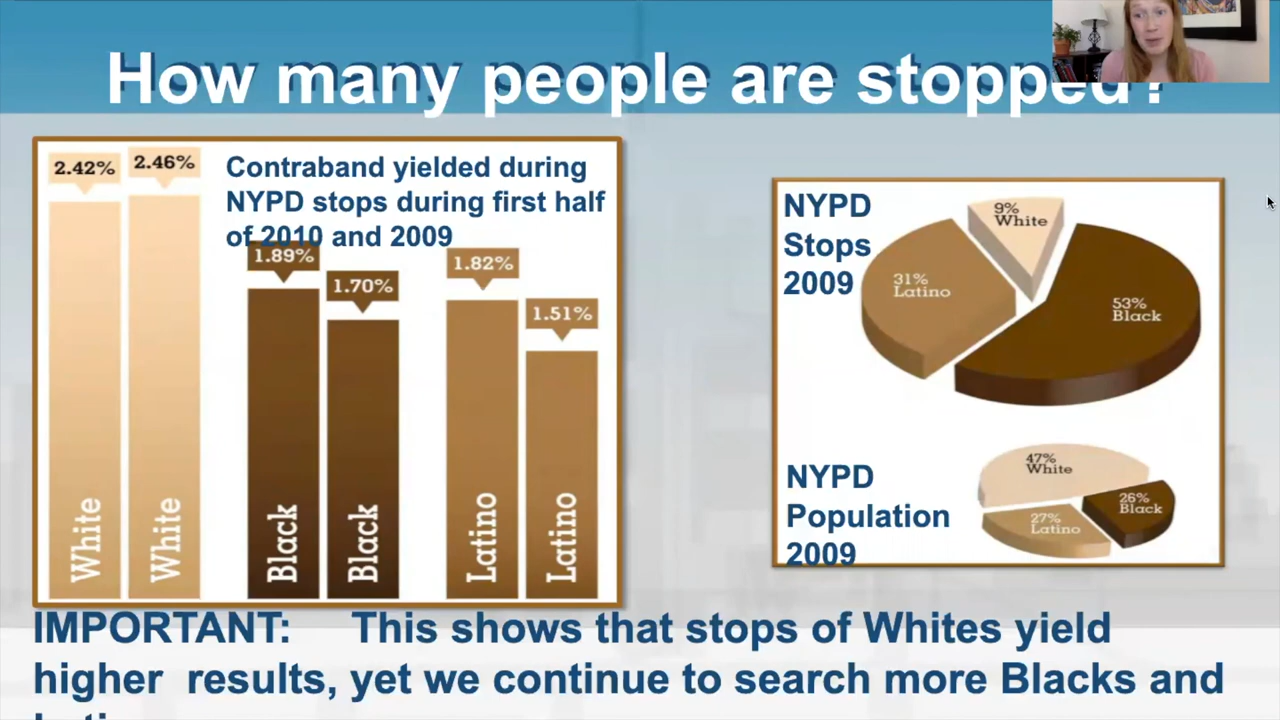 How many people are stopped?
2.42%
2.46%
Contraband yielded during
NYPD stops during first half
of 2010 and 2009
1.89%
1.70%
1.82%
1.51%
White
White
Black
Black
Latino
Latino
NYPD
Stops
2009
9%
White
31%
Latino
53%
Black
NYPD
Population
2009
47%
White
26%
Black
27%
Latino
IMPORTANT: This shows that stops of Whites yield
higher results, yet we continue to search more Blacks and